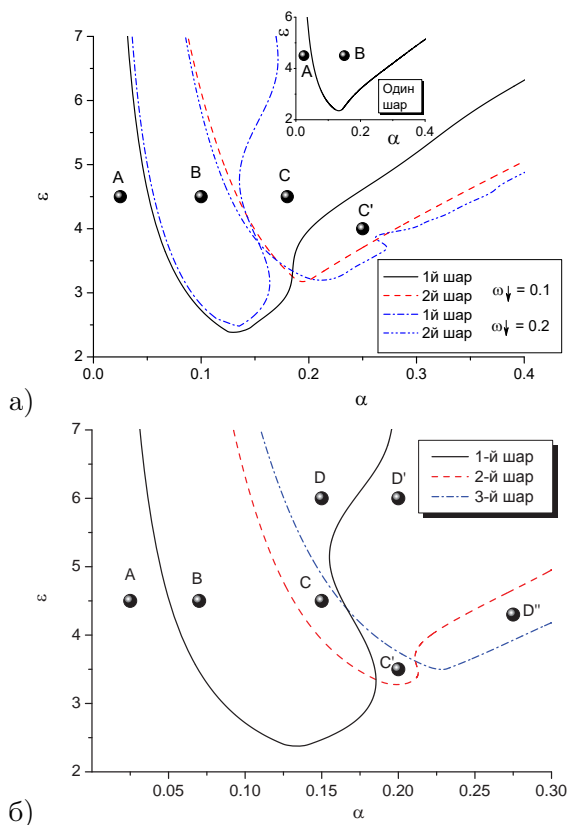 а)
ε
7
6
5
4
3
2
0.0
0.1
0.2
0.3
0.4
α
A
B
C
C'
ε
6
4
2
0.0
0.2
0.4
α
A
B
Один
шар
1й шар
2й шар
ω↓ = 0.1
1й шар
2й шар
ω↓ = 0.2
б)
ε
7
6
5
4
3
2
0.05
0.10
0.15
0.20
0.25
0.30
α
A
B
C
C'
D
D'
D''
1-й шар
2-й шар
3-й шар